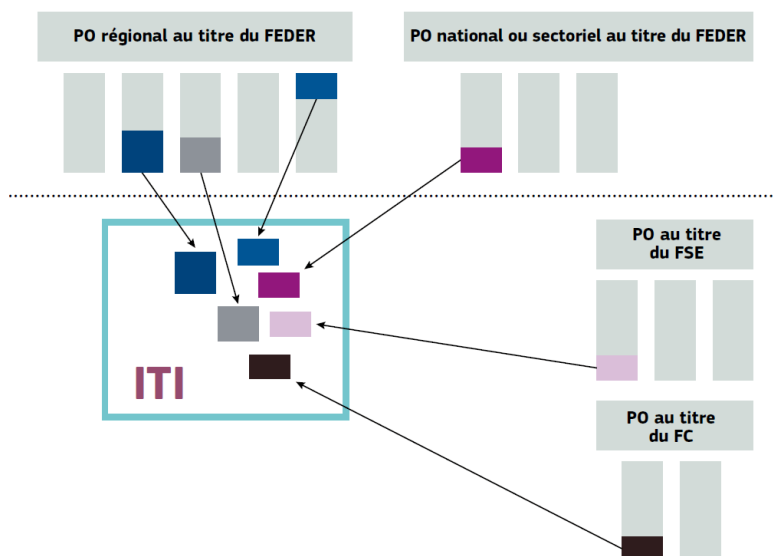 PO régional au titre du FEDER
PO national ou sectoriel au titre du FEDER
PO au titre
du FSE
ITI
PO au titre
du FC